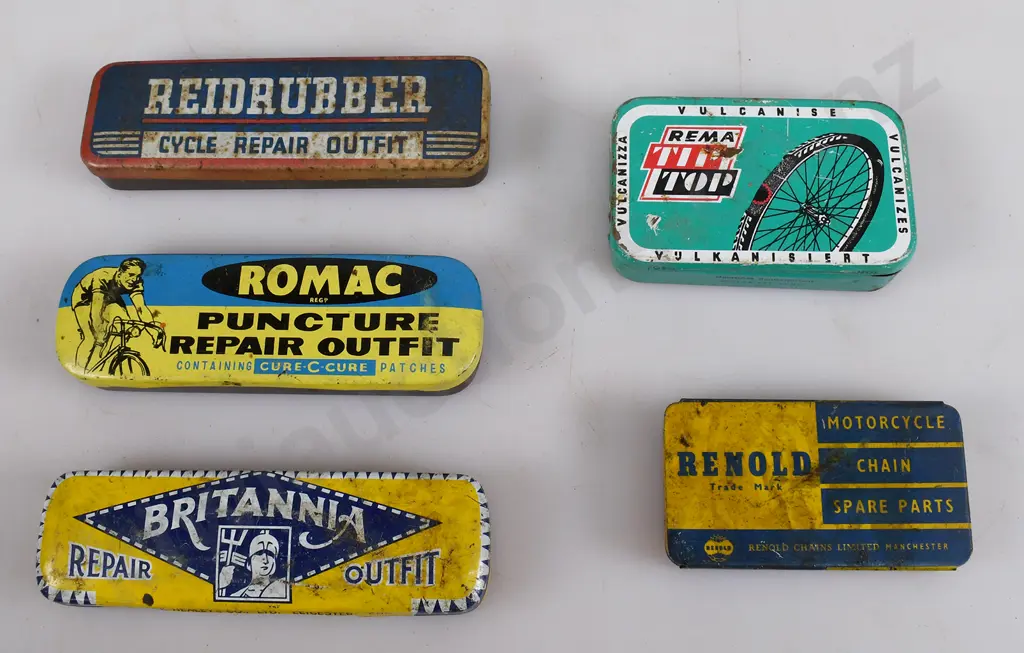 REIDRUBBER
CYCLE REPAIR OUTFIT
ROMAC
REGD
PUNCTURE
REPAIR OUTFIT
CONTAINING CURE-C-CURE PATCHES
BRITANNIA
REPAIR OUTFIT
VULCANISE
VULCANIZZA
VULCANIZES
REMA
TIP
TOP
VULKANISIERT
RENOLD
Trade Mark
MOTORCYCLE
CHAIN
SPARE PARTS
RENOLD
RENOLD CHAINS LIMITED MANCHESTER